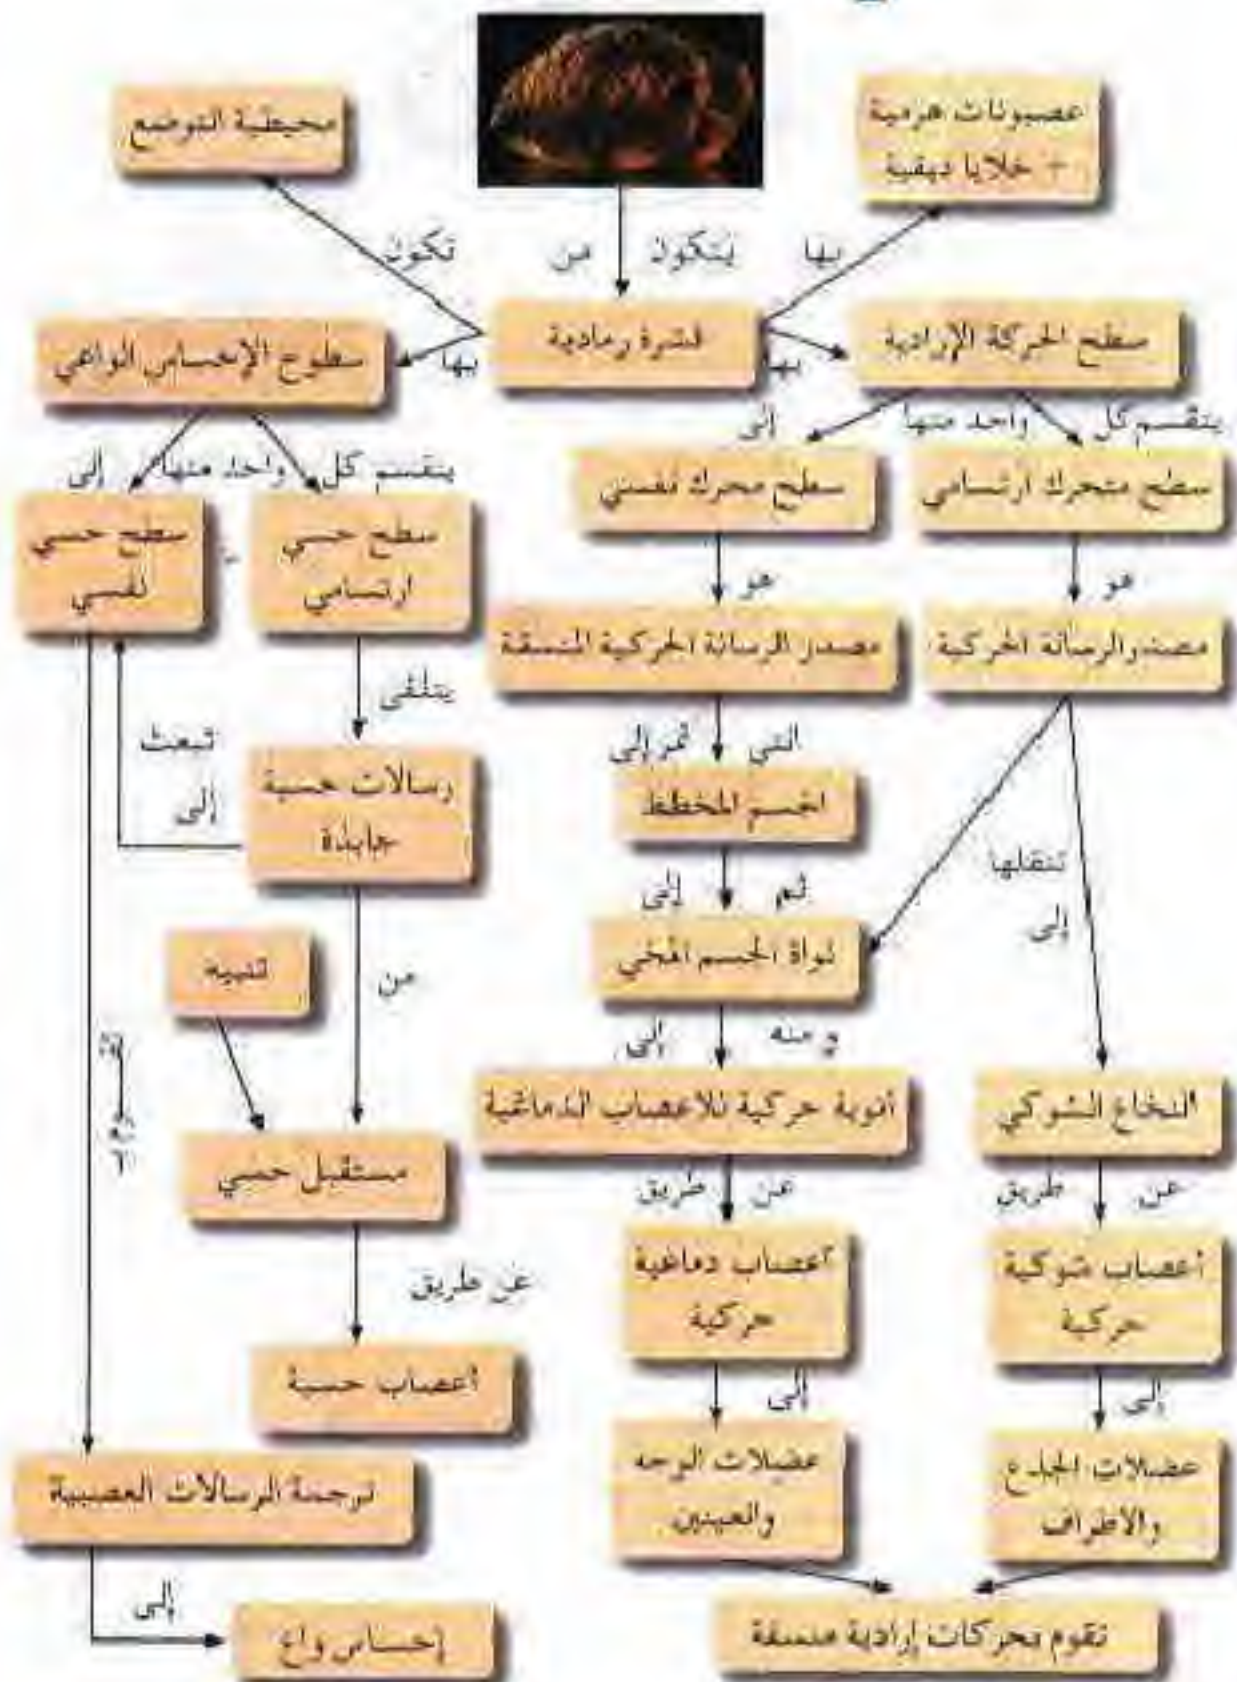 عصبونات هرمية
+ خلايا دبقية
محيطية التوضع
بها
يتكون
من
تكون
سطح الحركة الإرادية
قشرة رمادية
سطوح الإحساس الواعي
بها
بها
ينقسم كل
واحد منها
إلى
ينقسم كل
واحد منها
إلى
سطح متحرك ارتسامي
سطح محرك نفسي
سطح حسي
ارتسامي
سطح حسي
نفسي
هو
هو
مصدر الرسالة الحركية
مصدر الرسالة الحركية المنسقة
يتلقى
التي
تمر إلى
تبعث
إلى
رسالات حسية
جابذة
الجسم المخطط
تنقلها
إلى
ثم
إلى
نواة الجسم المخي
تنبيه
من
و منه
إلى
النخاع الشوكي
أنوية حركية للأعصاب الدماغية
مستقبل حسي
عن
طريق
عن
طريق
أعصاب شوكية
حركية
أعصاب دماغية
حركية
عن طريق
أعصاب حسية
إلى
إلى
عضلات الجذع
والأطراف
عضلات الوجه
والعينين
ترجمة الرسالات العصبية
إلى
تقوم بحركات إرادية منسقة
إحساس واع